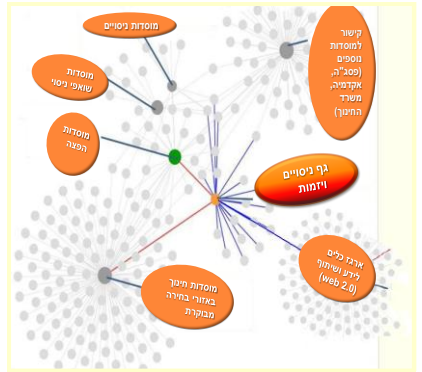 מוסדות ניסויים
קישור
למוסדות
נוספים
(פסג"ה,
אקדמיה,
משרד
החינוך)
מוסדות
שואפי ניסוי
מוסדות
הפצה
גף ניסויים
ויזמות
ארגז כלים
לידע ושיתוף
(web 2.0)
מוסדות חינוך
באזורי בחירה
מבוקרת